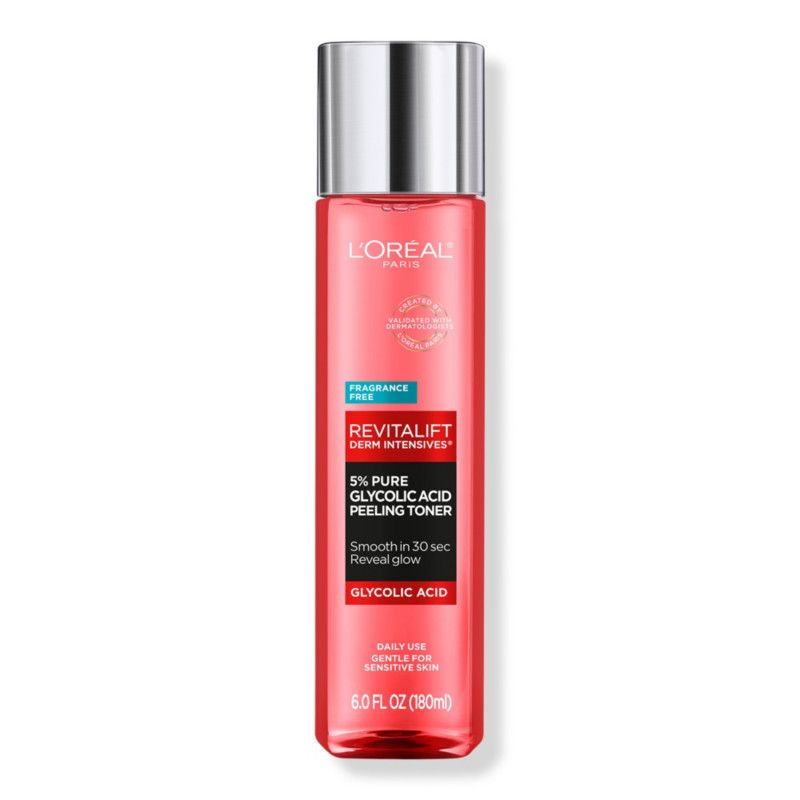 L'ORÉAL®
PARIS
CREATED BY
VALIDATED WITH
DERMATOLOGISTS
L'ORÉAL PARIS
FRAGRANCE
FREE
REVITALIFT
DERM INTENSIVES®
5% PURE
GLYCOLIC ACID
PEELING TONER
Smooth in 30 sec
Reveal glow
GLYCOLIC ACID
DAILY USE
GENTLE FOR
SENSITIVE SKIN
6.0 FL OZ (180ml)